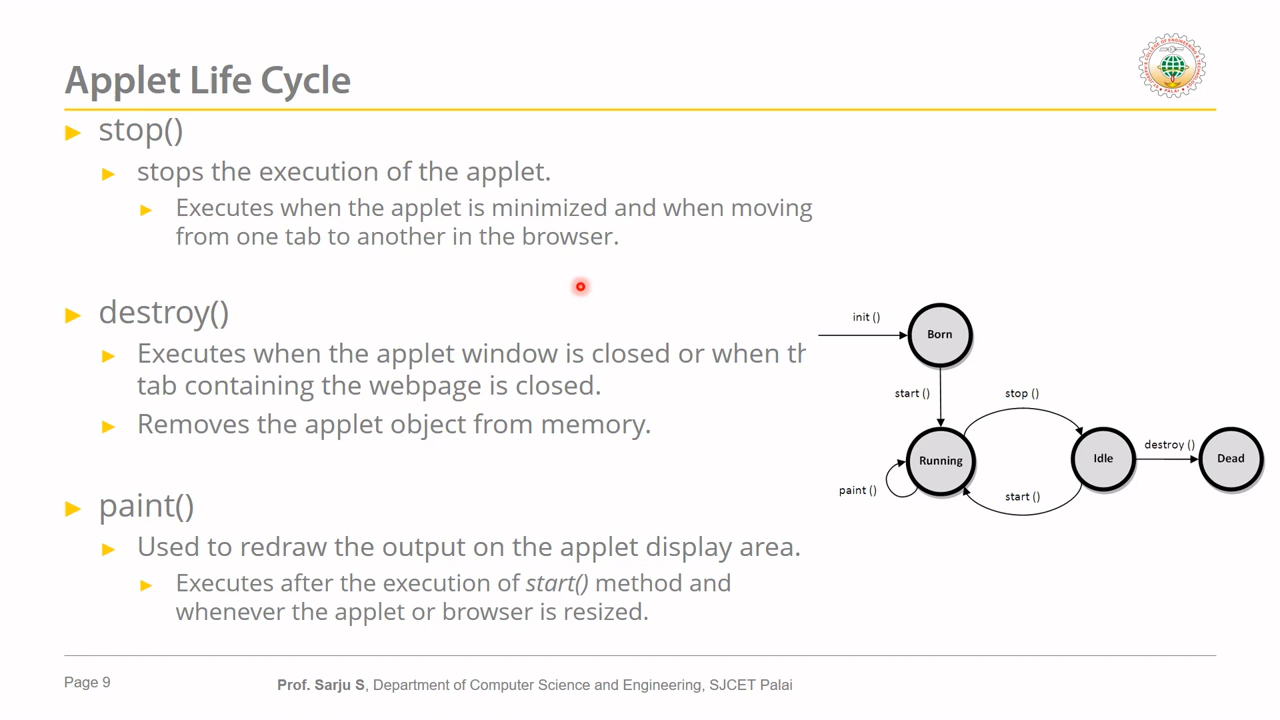 Applet Life Cycle
stop()
stops the execution of the applet.
Executes when the applet is minimized and when moving
from one tab to another in the browser.
destroy()
Executes when the applet window is closed or when th
tab containing the webpage is closed.
Removes the applet object from memory.
paint()
Used to redraw the output on the applet display area.
Executes after the execution of start() method and
whenever the applet or browser is resized.
init ()
Born
start ()
stop ()
Running
Idle
destroy ()
Dead
paint ()
start ()
Page 9
Prof. Sarju S, Department of Computer Science and Engineering, SJCET Palai